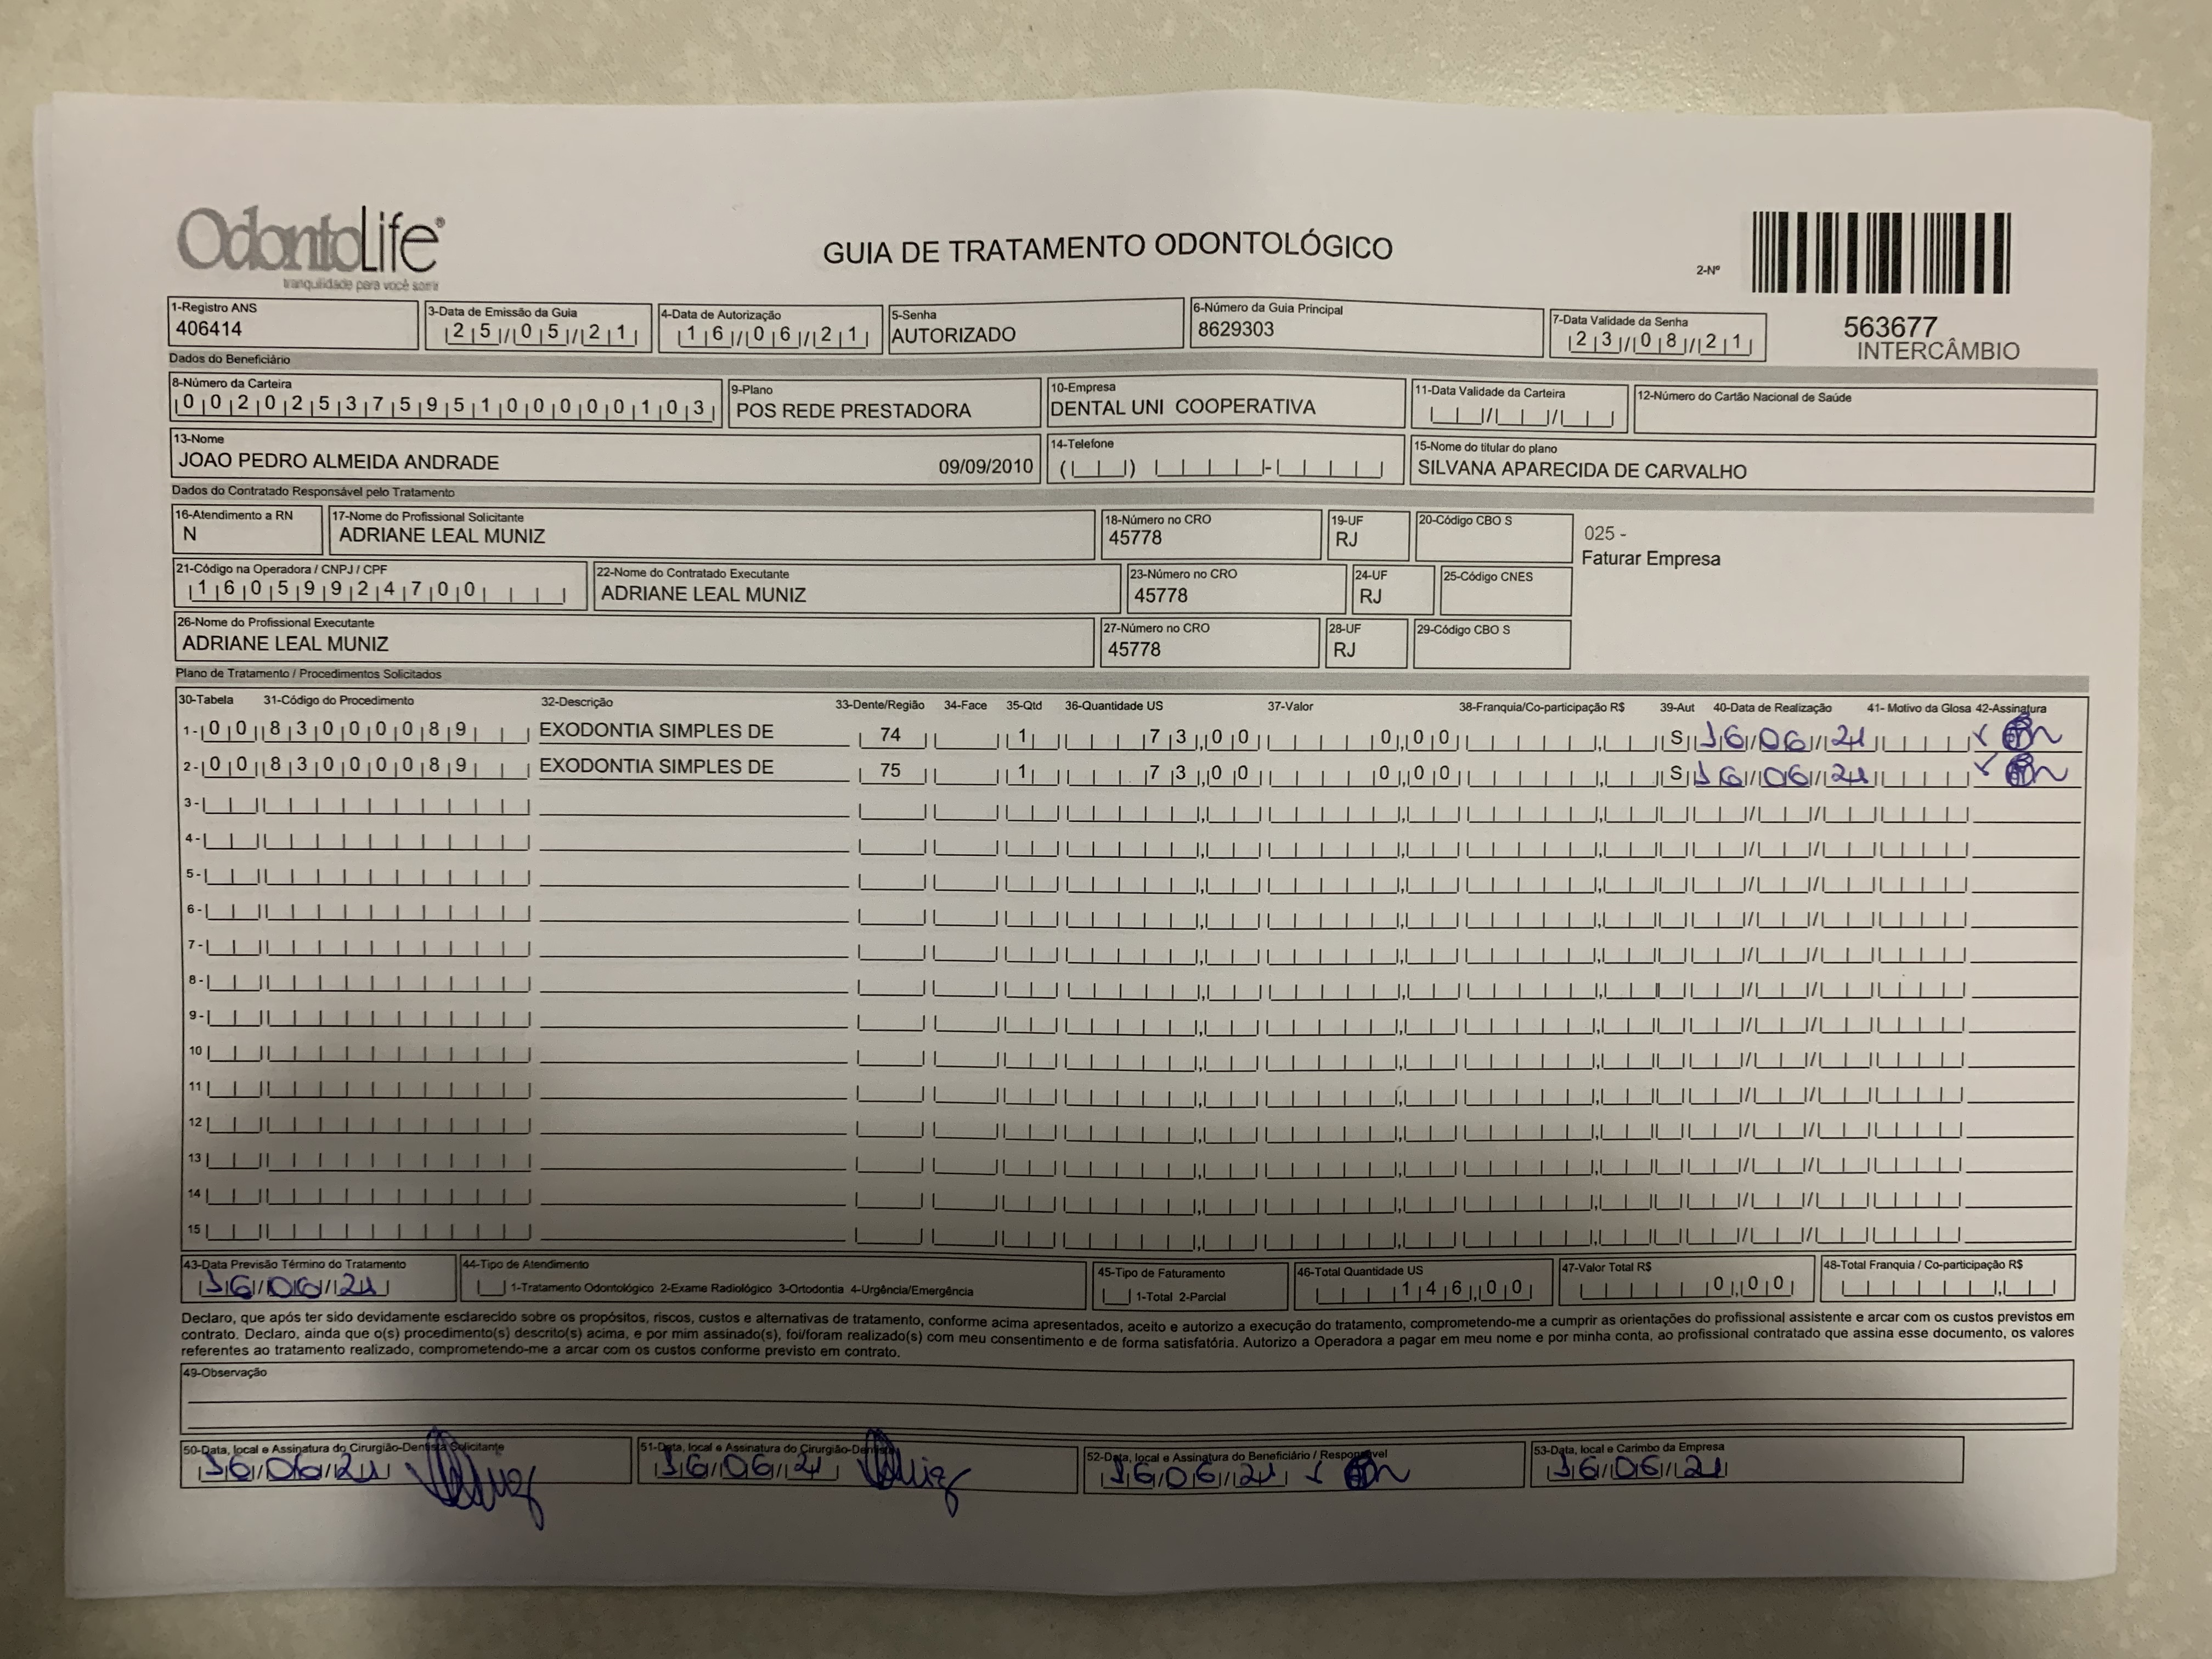 OdontoLife®
tranquilidade para você sorrir
GUIA DE TRATAMENTO ODONTOLÓGICO
2-Nº
563677
INTERCÂMBIO
1-Registro ANS
406414
3-Data de Emissão da Guia
25/05/21
4-Data de Autorização
16/06/21
5-Senha
AUTORIZADO
6-Número da Guia Principal
8629303
7-Data Validade da Senha
23/08/21
Dados do Beneficiário
8-Número da Carteira
00202537595100000103
9-Plano
POS REDE PRESTADORA
10-Empresa
DENTAL UNI COOPERATIVA
11-Data Validade da Carteira
12-Número do Cartão Nacional de Saúde
13-Nome
JOAO PEDRO ALMEIDA ANDRADE 09/09/2010
14-Telefone
15-Nome do titular do plano
SILVANA APARECIDA DE CARVALHO
Dados do Contratado Responsável pelo Tratamento
16-Atendimento a RN
N
17-Nome do Profissional Solicitante
ADRIANE LEAL MUNIZ
18-Número no CRO
45778
19-UF
RJ
20-Código CBO S
025 -
Faturar Empresa
21-Código na Operadora / CNPJ / CPF
16059924700
22-Nome do Contratado Executante
ADRIANE LEAL MUNIZ
23-Número no CRO
45778
24-UF
RJ
25-Código CNES
26-Nome do Profissional Executante
ADRIANE LEAL MUNIZ
27-Número no CRO
45778
28-UF
RJ
29-Código CBO S
Plano de Tratamento / Procedimentos Solicitados
30-Tabela 31-Código do Procedimento 32-Descrição 33-Dente/Região 34-Face 35-Qtd 36-Quantidade US 37-Valor 38-Franquia/Co-participação R$ 39-Aut 40-Data de Realização 41- Motivo da Glosa 42-Assinatura
1- 00 83000089 EXODONTIA SIMPLES DE 74 1 73,00 0,00 S 16/06/21
2- 00 83000089 EXODONTIA SIMPLES DE 75 1 73,00 0,00 S 16/06/21
3-
4-
5-
6-
7-
8-
9-
10
11
12
13
14
15
43-Data Previsão Término do Tratamento
16/06/21
44-Tipo de Atendimento
1-Tratamento Odontológico 2-Exame Radiológico 3-Ortodontia 4-Urgência/Emergência
45-Tipo de Faturamento
1-Total 2-Parcial
46-Total Quantidade US
146,00
47-Valor Total R$
0,00
48-Total Franquia / Co-participação R$
Declaro, que após ter sido devidamente esclarecido sobre os propósitos, riscos, custos e alternativas de tratamento, conforme acima apresentados, aceito e autorizo a execução do tratamento, comprometendo-me a cumprir as orientações do profissional assistente e arcar com os custos previstos em
contrato. Declaro, ainda que o(s) procedimento(s) descrito(s) acima, e por mim assinado(s), foi/foram realizado(s) com meu consentimento e de forma satisfatória. Autorizo a Operadora a pagar em meu nome e por minha conta, ao profissional contratado que assina esse documento, os valores
referentes ao tratamento realizado, comprometendo-me a arcar com os custos conforme previsto em contrato.
49-Observação
50-Data, local e Assinatura do Cirurgião-Dentista Solicitante
16/06/21
51-Data, local e Assinatura do Cirurgião-Dentista
16/06/21
52-Data, local e Assinatura do Beneficiário / Responsável
16/06/21
53-Data, local e Carimbo da Empresa
16/06/21